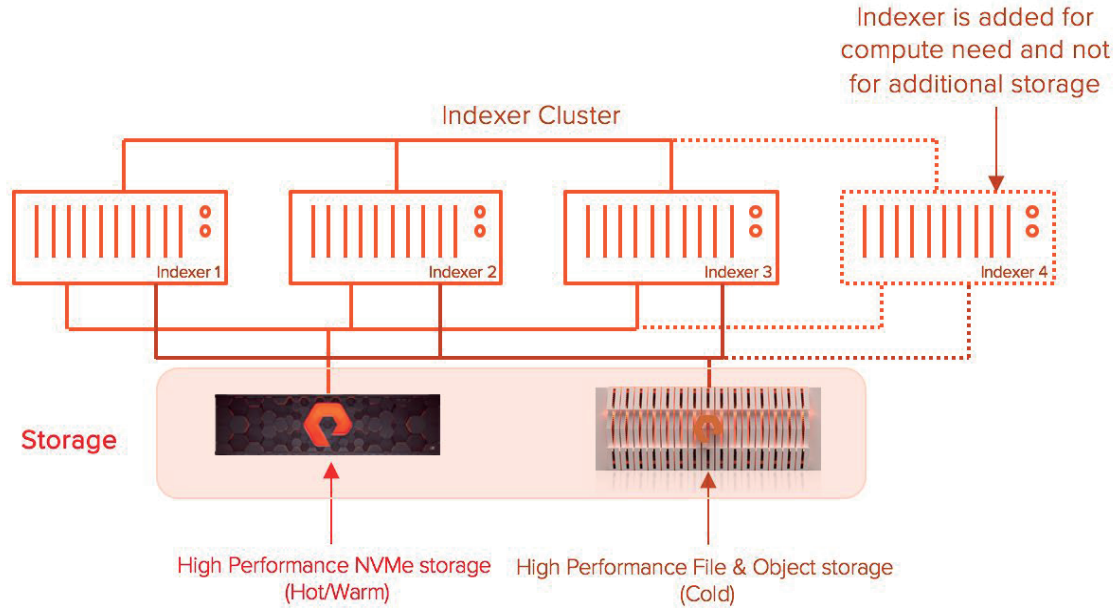 Indexer is added for
compute need and not
for additional storage
Indexer Cluster
Indexer 1
Indexer 2
Indexer 3
Indexer 4
Storage
High Performance NVMe storage
(Hot/Warm)
High Performance File & Object storage
(Cold)